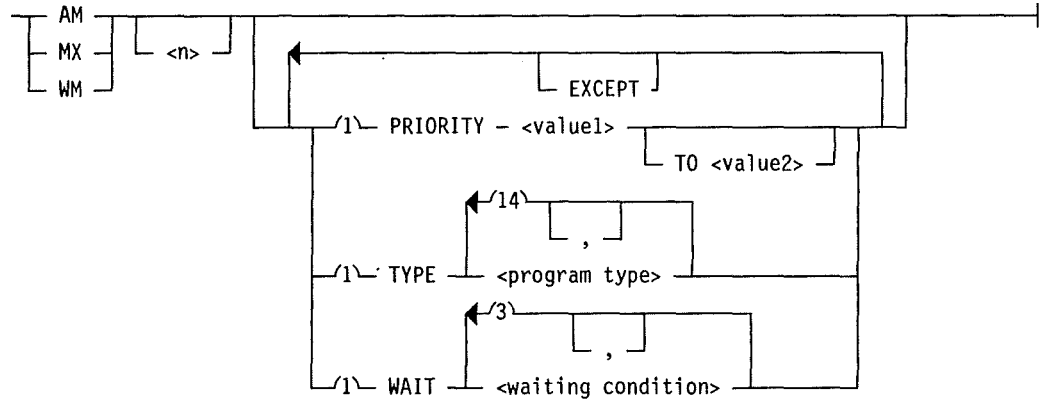 AM
MX <n>
WM
EXCEPT
(1) PRIORITY – <value1>
TO <value2>
(14)
,
(1) TYPE <program type>
(3)
,
(1) WAIT <waiting condition>